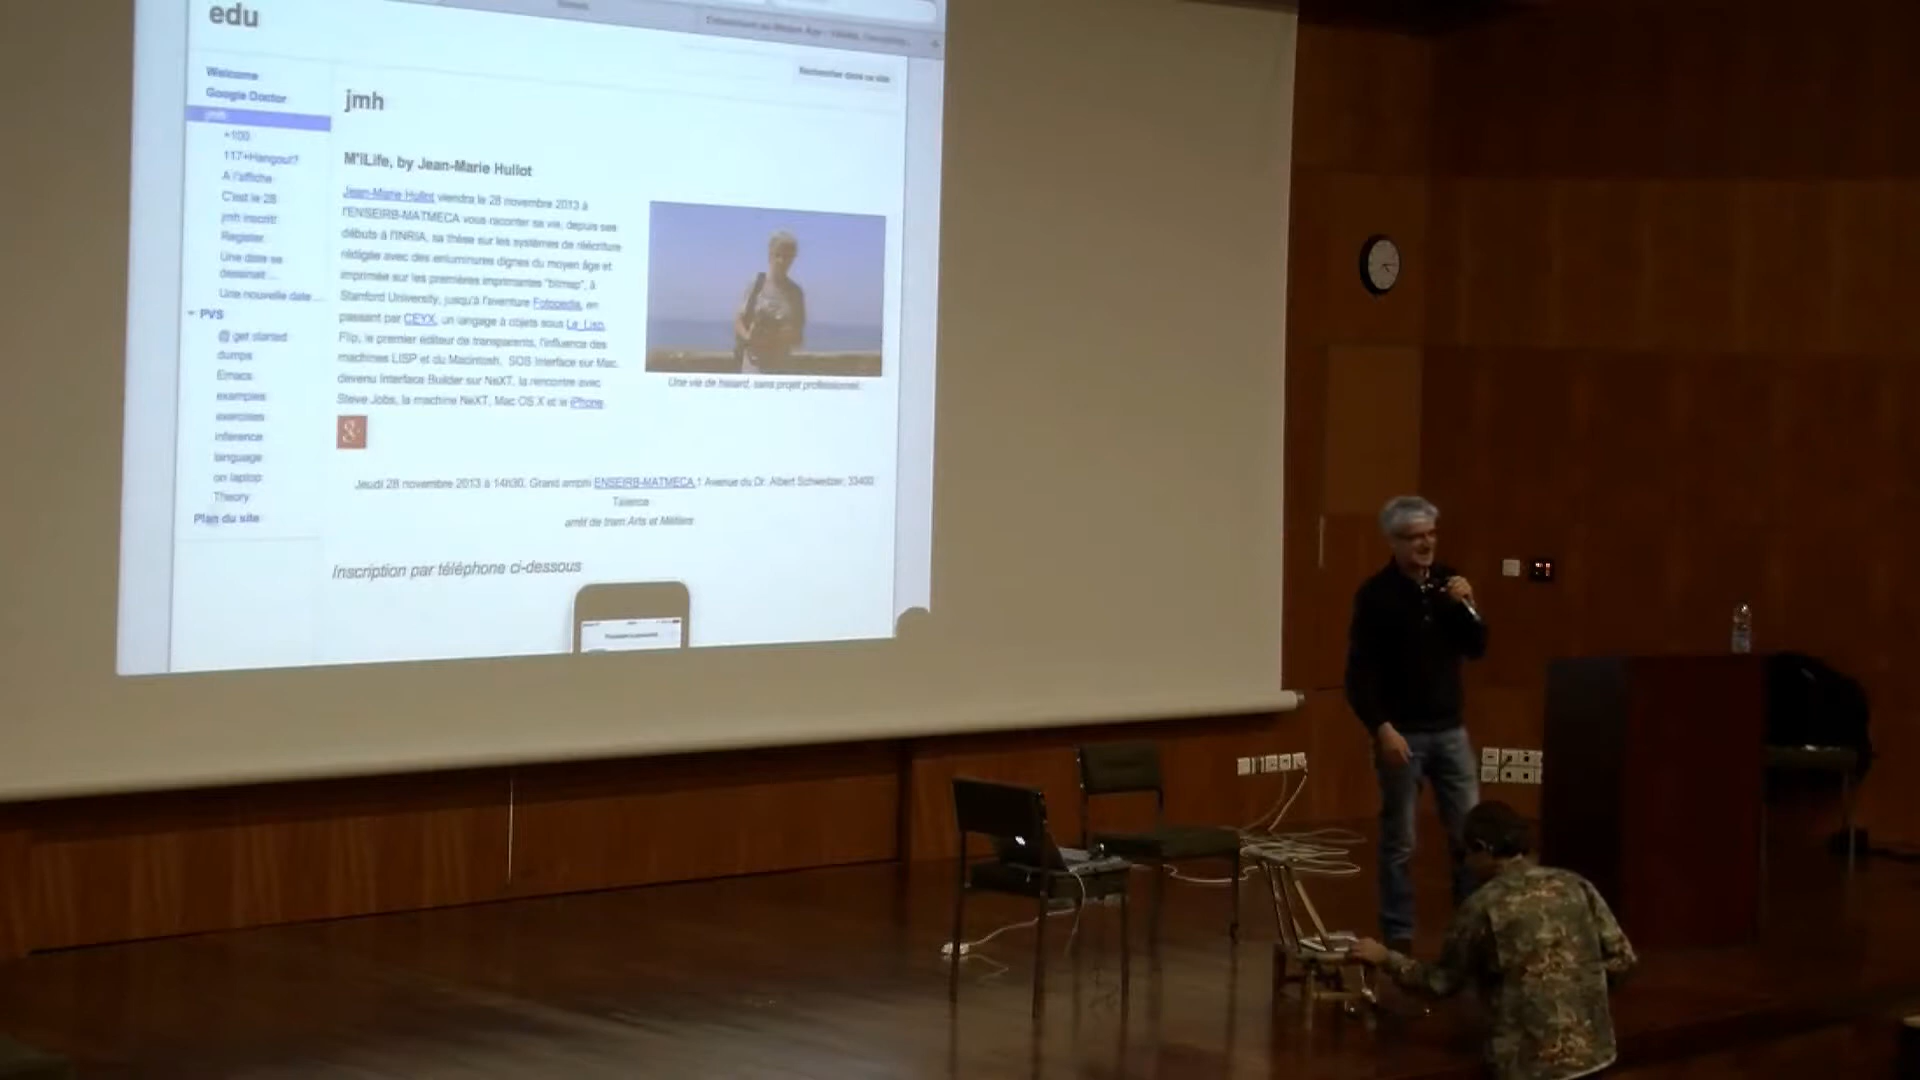 edu
Rechercher dans ce site
Welcome
Google Doctor
jmh
+100
117+Hangout?
A l'affiche
C'est le 28
jmh inscrit
Register
Une date se
dessinait ...
Une nouvelle date ...
PVS
@ get started
dumps
Emacs
examples
exercises
inference
language
on laptop
Theory
Plan du site
jmh
M'iLife, by Jean-Marie Hullot
Jean-Marie Hullot viendra le 28 novembre 2013 à
l'ENSEIRB-MATMECA vous raconter sa vie, depuis ses
débuts à l'INRIA, sa thèse sur les systèmes de réécriture
rédigée avec des enluminures dignes du moyen âge et
imprimée sur les premières imprimantes "bitmap", à
Stanford University, jusqu'à l'aventure Fotopedia, en
passant par CEYX, un langage à objets sous Le_Lisp,
Flip, le premier éditeur de transparents, l'influence des
machines LISP et du Macintosh, SOS Interface sur Mac,
devenu Interface Builder sur NeXT, la rencontre avec
Steve Jobs, la machine NeXT, Mac OS X et le iPhone.
Une vie de hasard, sans projet professionnel.
g+
Jeudi 28 novembre 2013 à 14h30, Grand amphi ENSEIRB-MATMECA, 1 Avenue du Dr. Albert Schweitzer, 33400
Talence
arrêt de tram Arts et Métiers
Inscription par téléphone ci-dessous